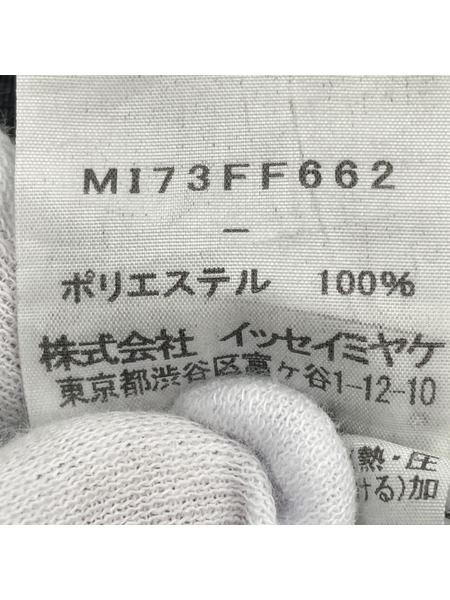 MI73FF662
–
ポリエステル 100%
株式会社 イッセイミヤケ
東京都渋谷区富ヶ谷1-12-10
(熱・圧
ける)加